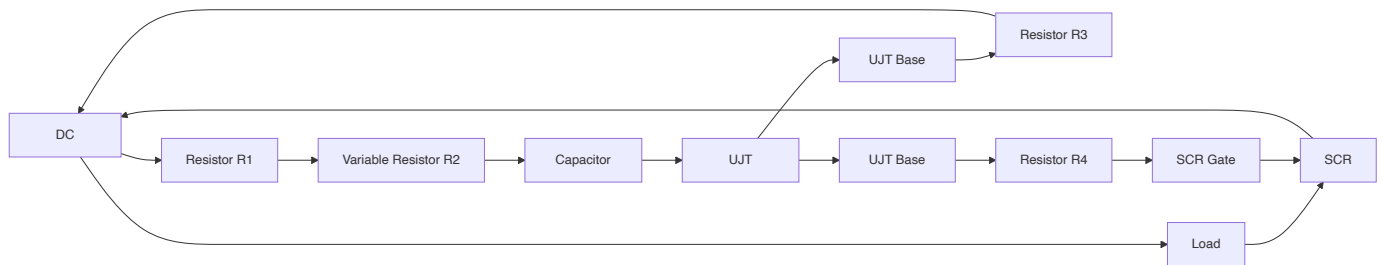 Resistor R3
UJT Base
DC
Resistor R1
Variable Resistor R2
Capacitor
UJT
UJT Base
Resistor R4
SCR Gate
SCR
Load